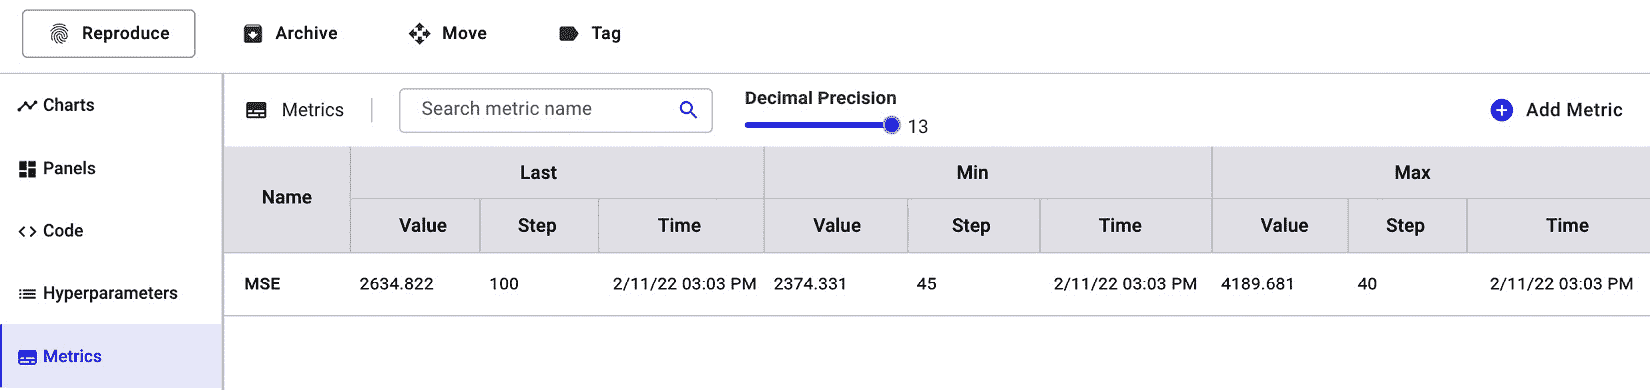 Reproduce Archive Move Tag
Charts
Panels
Code
Hyperparameters
Metrics
Metrics Search metric name Decimal Precision 13 Add Metric
Name Last Min Max
Value Step Time Value Step Time Value Step Time
MSE 2634.822 100 2/11/22 03:03 PM 2374.331 45 2/11/22 03:03 PM 4189.681 40 2/11/22 03:03 PM